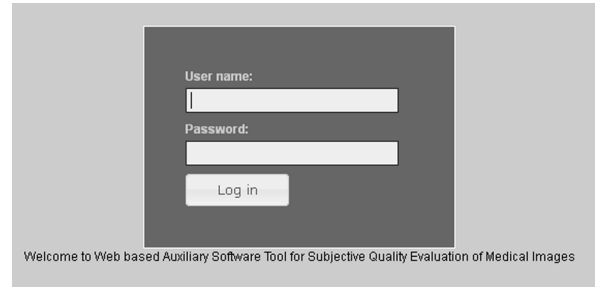 User name:
Password:
Log in
Welcome to Web based Auxiliary Software Tool for Subjective Quality Evaluation of Medical Images